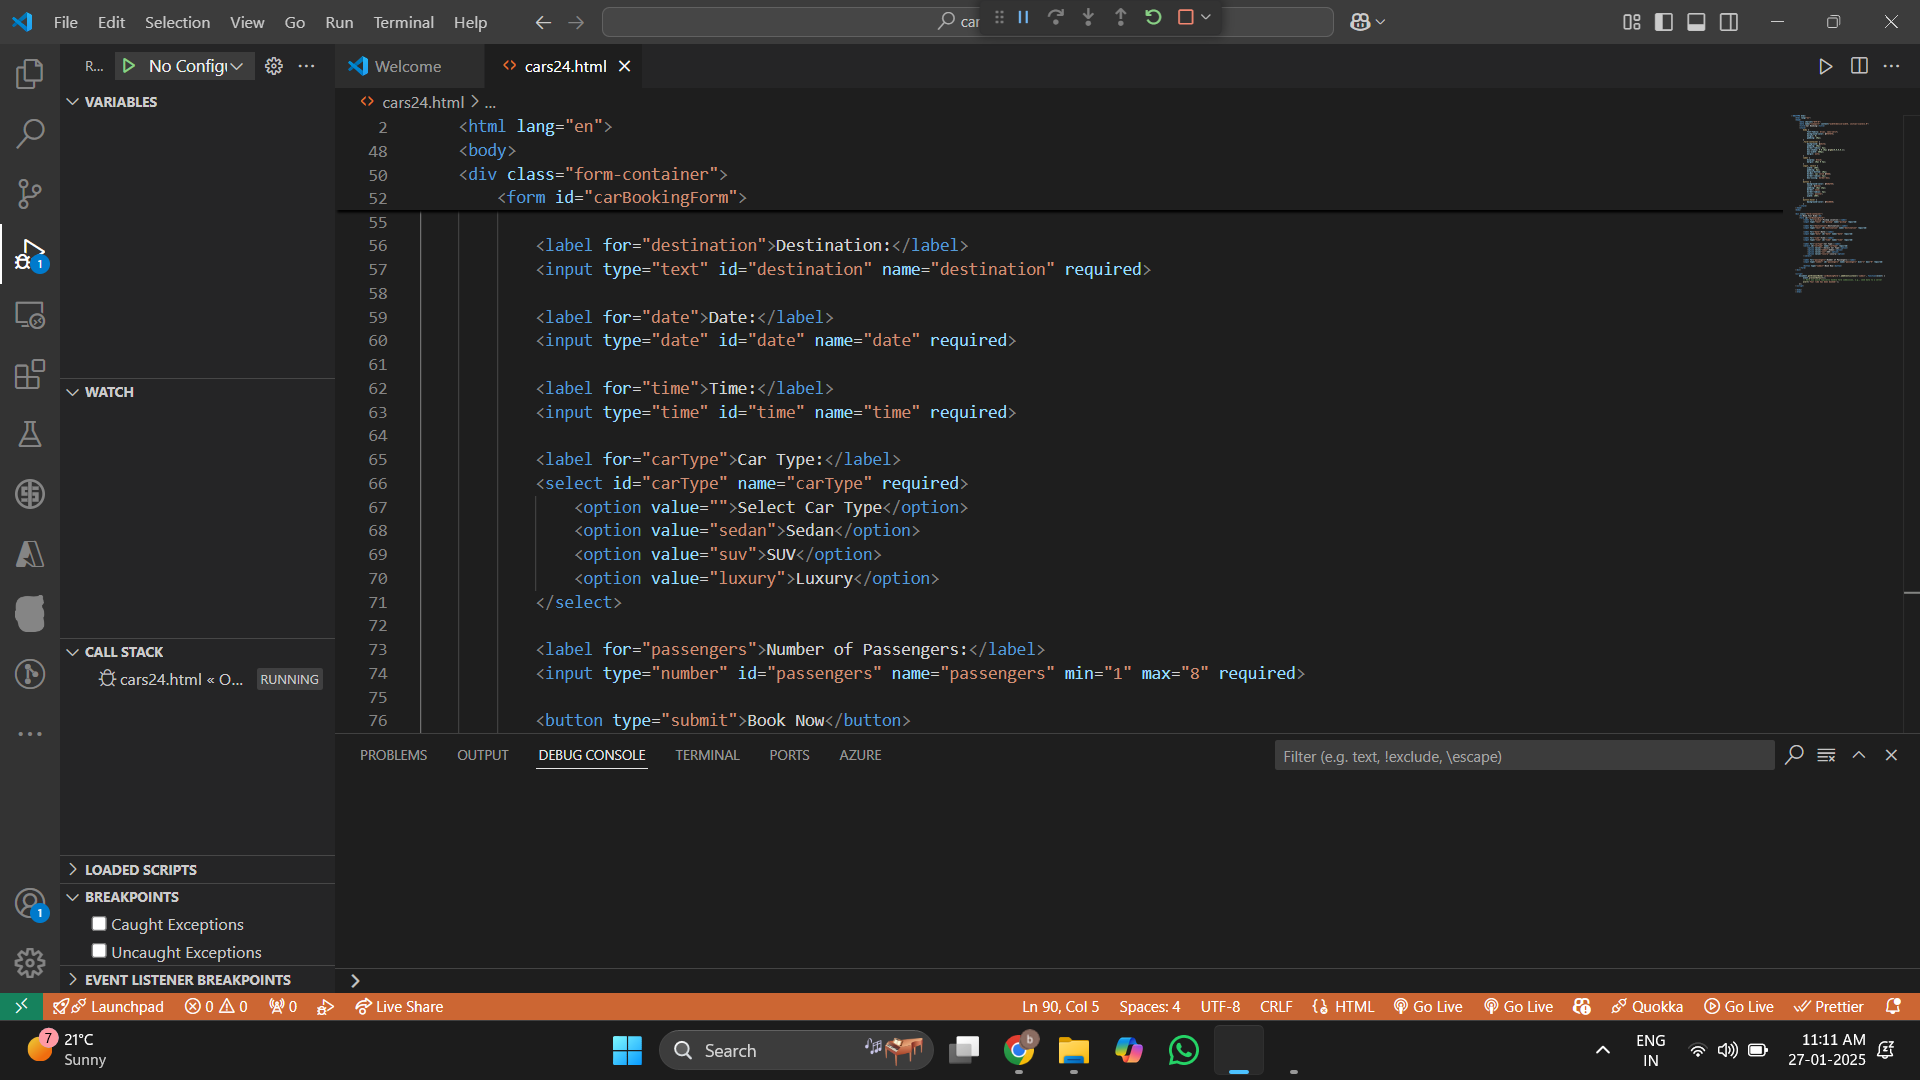 File Edit Selection View Go Run Terminal Help
car
R... No Config
Welcome
cars24.html
cars24.html > ...
VARIABLES
WATCH
CALL STACK
cars24.html « O... RUNNING
LOADED SCRIPTS
BREAKPOINTS
Caught Exceptions
Uncaught Exceptions
EVENT LISTENER BREAKPOINTS
2 <html lang="en">
48 <body>
50 <div class="form-container">
52 <form id="carBookingForm">
55
56 <label for="destination">Destination:</label>
57 <input type="text" id="destination" name="destination" required>
58
59 <label for="date">Date:</label>
60 <input type="date" id="date" name="date" required>
61
62 <label for="time">Time:</label>
63 <input type="time" id="time" name="time" required>
64
65 <label for="carType">Car Type:</label>
66 <select id="carType" name="carType" required>
67 <option value="">Select Car Type</option>
68 <option value="sedan">Sedan</option>
69 <option value="suv">SUV</option>
70 <option value="luxury">Luxury</option>
71 </select>
72
73 <label for="passengers">Number of Passengers:</label>
74 <input type="number" id="passengers" name="passengers" min="1" max="8" required>
75
76 <button type="submit">Book Now</button>
PROBLEMS OUTPUT DEBUG CONSOLE TERMINAL PORTS AZURE
Filter (e.g. text, !exclude, \escape)
1
1
Launchpad 0 0 0 Live Share
Ln 90, Col 5 Spaces: 4 UTF-8 CRLF HTML Go Live Go Live Quokka Go Live Prettier
7
21°C
Sunny
Search
b
ENG
IN
11:11 AM
27-01-2025